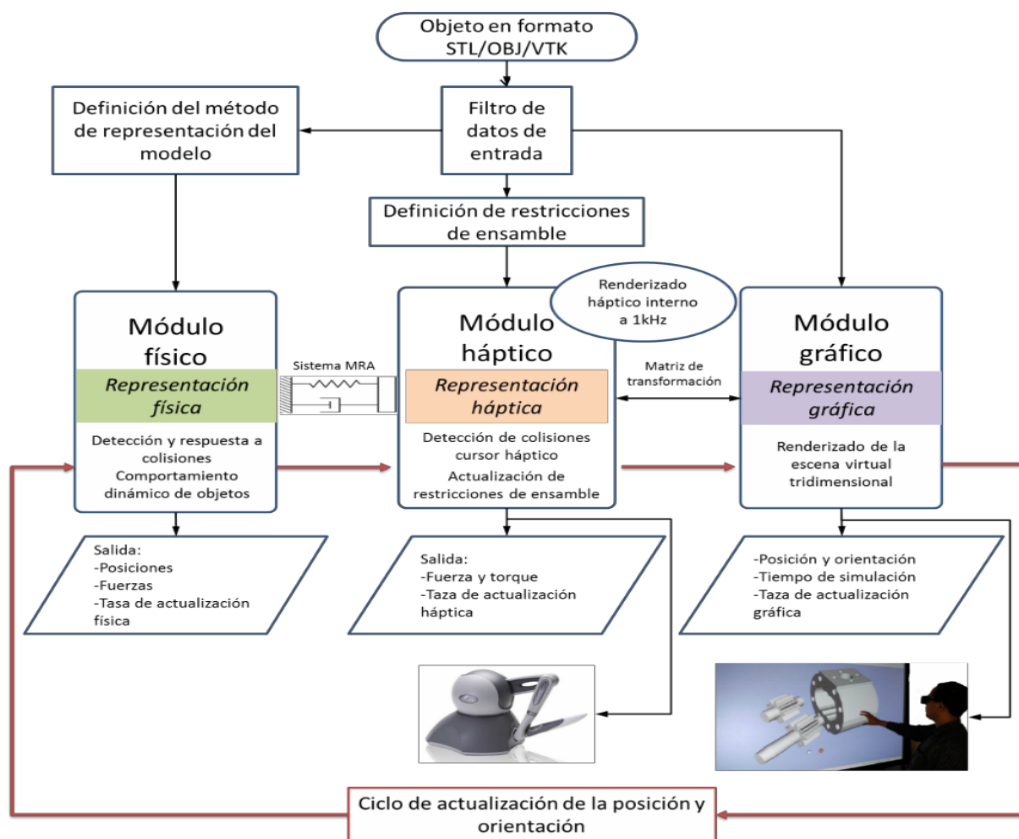 Objeto en formato
STL/OBJ/VTK
Definición del método
de representación del
modelo
Filtro de
datos de
entrada
Definición de restricciones
de ensamble
Renderizado
háptico interno
a 1kHz
Módulo
físico
Representación
física
Detección y respuesta a
colisiones
Comportamiento
dinámico de objetos
Sistema MRA
Módulo
háptico
Representación
háptica
Detección de colisiones
cursor háptico
Actualización de
restricciones de ensamble
Matriz de
transformación
Módulo
gráfico
Representación
gráfica
Renderizado de la
escena virtual
tridimensional
Salida:
-Posiciones
-Fuerzas
-Tasa de actualización
física
Salida:
-Fuerza y torque
-Taza de actualización
háptica
-Posición y orientación
-Tiempo de simulación
-Taza de actualización
gráfica
Ciclo de actualización de la posición y
orientación